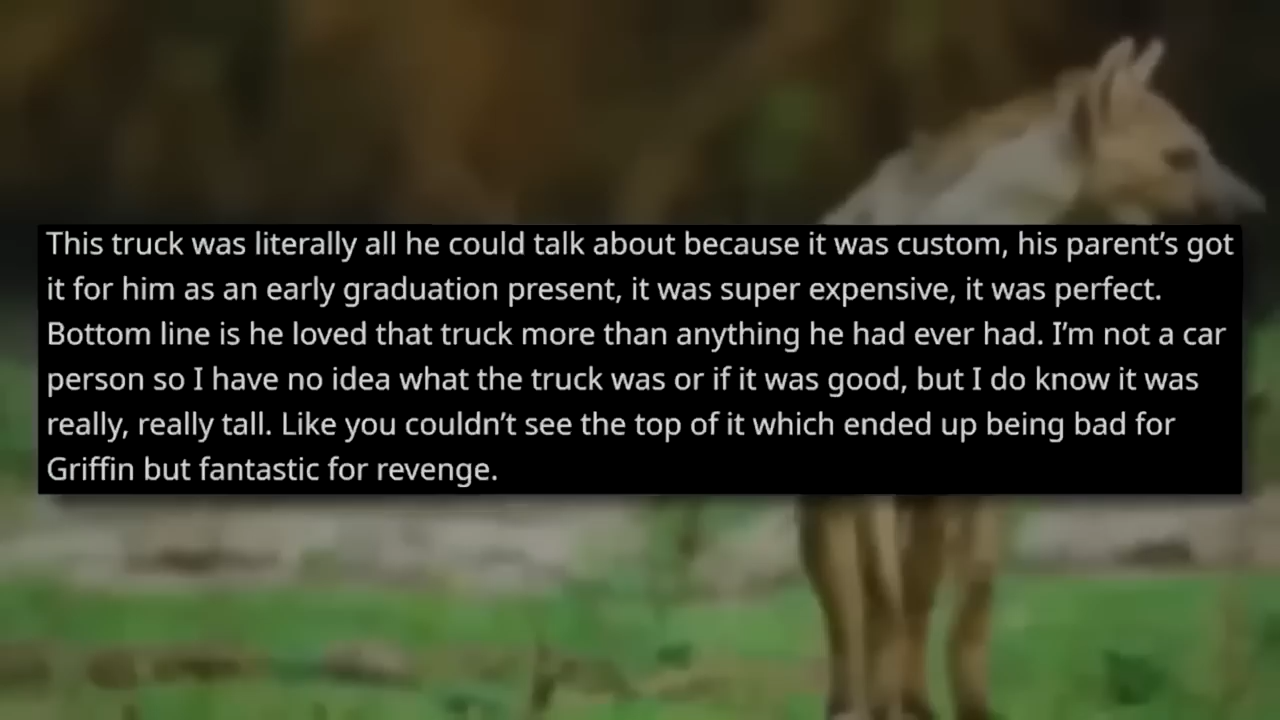 This truck was literally all he could talk about because it was custom, his parent’s got
it for him as an early graduation present, it was super expensive, it was perfect.
Bottom line is he loved that truck more than anything he had ever had. I’m not a car
person so I have no idea what the truck was or if it was good, but I do know it was
really, really tall. Like you couldn’t see the top of it which ended up being bad for
Griffin but fantastic for revenge.